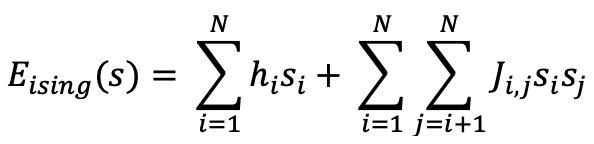 E_{ising}(s) = \sum_{i=1}^{N} h_i s_i + \sum_{i=1}^{N} \sum_{j=i+1}^{N} J_{i,j} s_i s_j